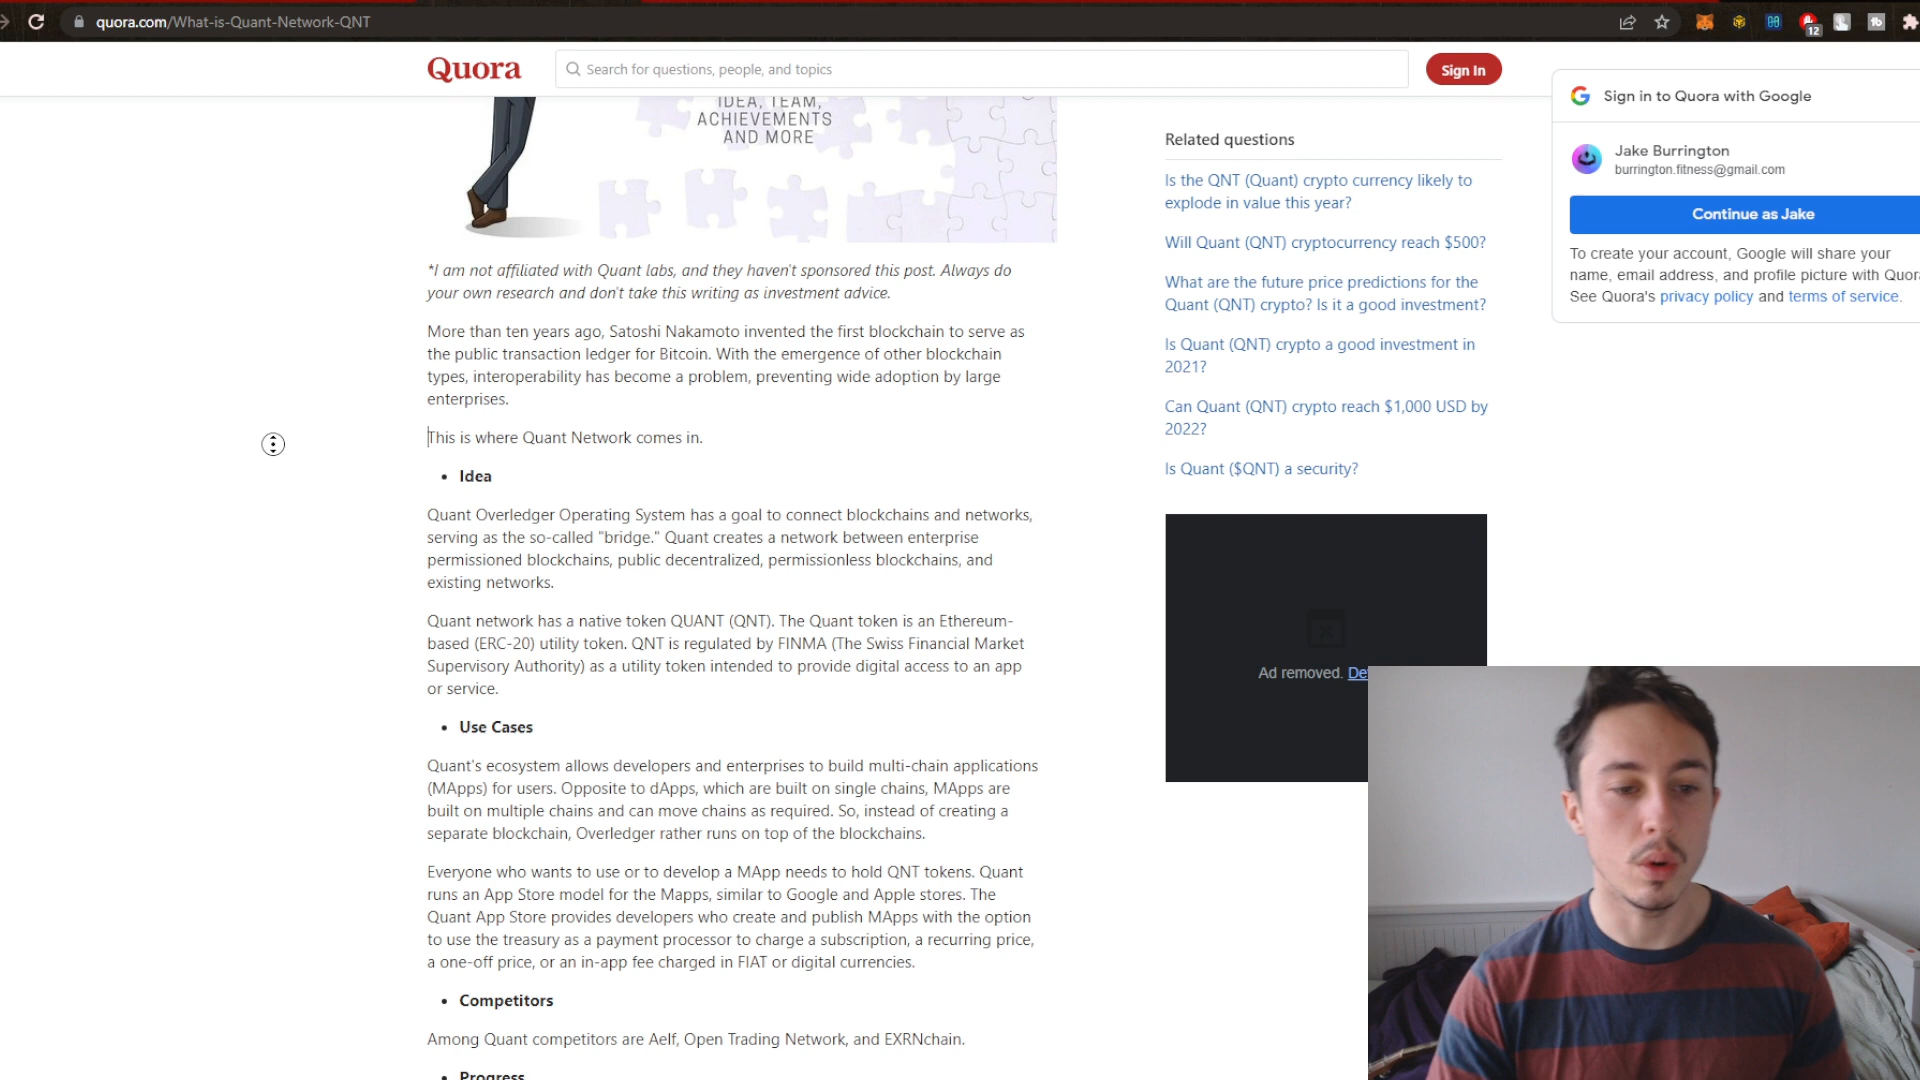 quora.com/What-is-Quant-Network-QNT
12
Quora
Search for questions, people, and topics
Sign In
Sign in to Quora with Google
Jake Burrington
burrington.fitness@gmail.com
Continue as Jake
To create your account, Google will share your
name, email address, and profile picture with Quora
See Quora's privacy policy and terms of service.
IDEA, TEAM,
ACHIEVEMENTS
AND MORE
*I am not affiliated with Quant labs, and they haven't sponsored this post. Always do
your own research and don't take this writing as investment advice.
More than ten years ago, Satoshi Nakamoto invented the first blockchain to serve as
the public transaction ledger for Bitcoin. With the emergence of other blockchain
types, interoperability has become a problem, preventing wide adoption by large
enterprises.
This is where Quant Network comes in.
• Idea
Quant Overledger Operating System has a goal to connect blockchains and networks,
serving as the so-called "bridge." Quant creates a network between enterprise
permissioned blockchains, public decentralized, permissionless blockchains, and
existing networks.
Quant network has a native token QUANT (QNT). The Quant token is an Ethereum-
based (ERC-20) utility token. QNT is regulated by FINMA (The Swiss Financial Market
Supervisory Authority) as a utility token intended to provide digital access to an app
or service.
• Use Cases
Quant's ecosystem allows developers and enterprises to build multi-chain applications
(MApps) for users. Opposite to dApps, which are built on single chains, MApps are
built on multiple chains and can move chains as required. So, instead of creating a
separate blockchain, Overledger rather runs on top of the blockchains.
Everyone who wants to use or to develop a MApp needs to hold QNT tokens. Quant
runs an App Store model for the Mapps, similar to Google and Apple stores. The
Quant App Store provides developers who create and publish MApps with the option
to use the treasury as a payment processor to charge a subscription, a recurring price,
a one-off price, or an in-app fee charged in FIAT or digital currencies.
• Competitors
Among Quant competitors are Aelf, Open Trading Network, and EXRNchain.
• Progress
Related questions
Is the QNT (Quant) crypto currency likely to
explode in value this year?
Will Quant (QNT) cryptocurrency reach $500?
What are the future price predictions for the
Quant (QNT) crypto? Is it a good investment?
Is Quant (QNT) crypto a good investment in
2021?
Can Quant (QNT) crypto reach $1,000 USD by
2022?
Is Quant ($QNT) a security?
Ad removed. De